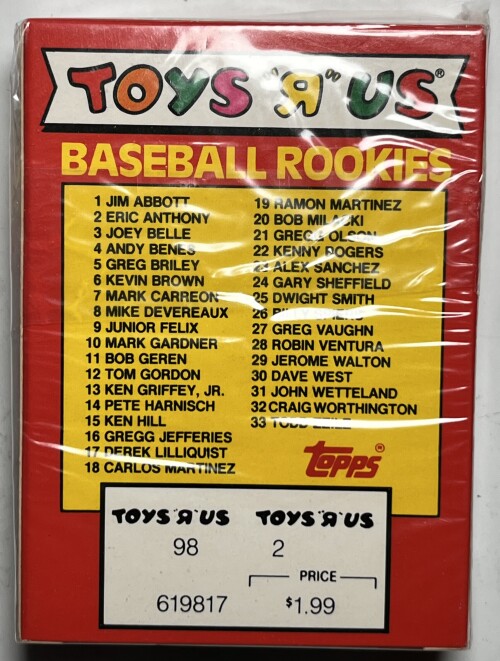 TOYS "R" US®
BASEBALL ROOKIES
1 JIM ABBOTT
2 ERIC ANTHONY
3 JOEY BELLE
4 ANDY BENES
5 GREG BRILEY
6 KEVIN BROWN
7 MARK CARREON
8 MIKE DEVEREAUX
9 JUNIOR FELIX
10 MARK GARDNER
11 BOB GEREN
12 TOM GORDON
13 KEN GRIFFEY, JR.
14 PETE HARNISCH
15 KEN HILL
16 GREGG JEFFERIES
17 DEREK LILLIQUIST
18 CARLOS MARTINEZ
19 RAMON MARTINEZ
20 BOB MILACKI
21 GREGG OLSON
22 KENNY ROGERS
23 ALEX SANCHEZ
24 GARY SHEFFIELD
25 DWIGHT SMITH
26
27 GREG VAUGHN
28 ROBIN VENTURA
29 JEROME WALTON
30 DAVE WEST
31 JOHN WETTELAND
32 CRAIG WORTHINGTON
33 TODD ZEILE
topps®
TOYS "R" US TOYS "R" US
98 2
PRICE
619817 $1.99